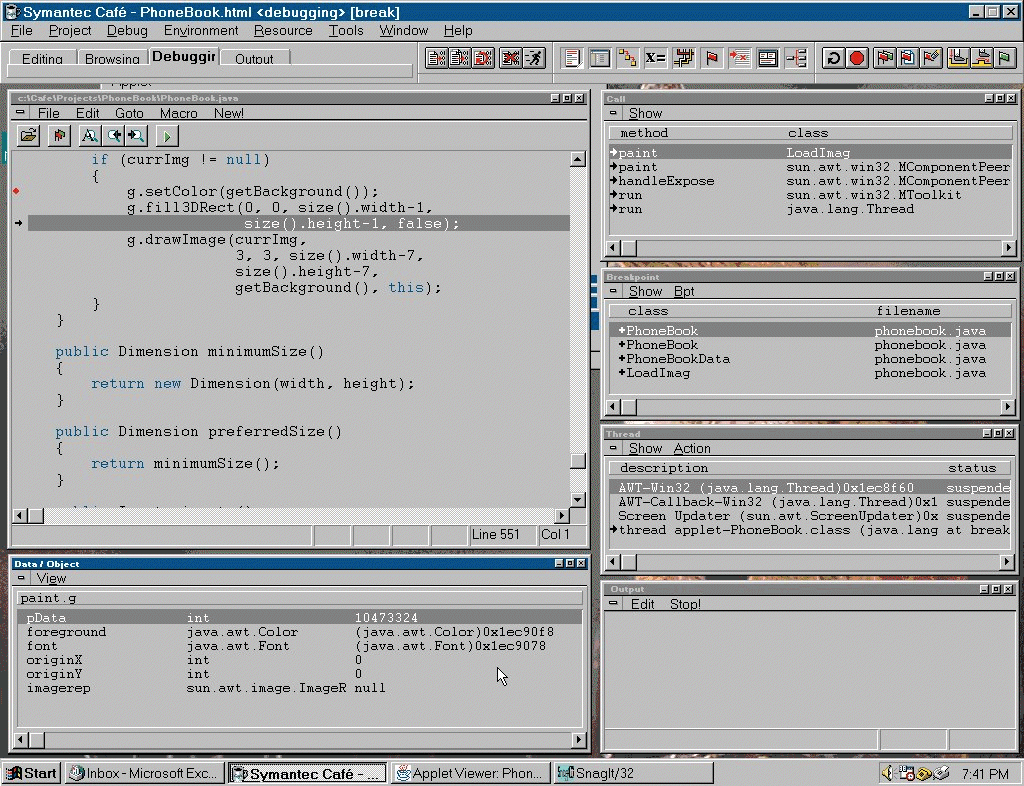 Symantec Café - PhoneBook.html <debugging> [break]
File Project Debug Environment Resource Tools Window Help
Editing Browsing Debuggir Output
X=
c:\Cafe\Projects\PhoneBook\PhoneBook.java
File Edit Goto Macro New!
if (currImg != null)
{
g.setColor(getBackground());
g.fill3DRect(0, 0, size().width-1,
size().height-1, false);
g.drawImage(currImg,
3, 3, size().width-7,
size().height-7,
getBackground(), this);
}
}
public Dimension minimumSize()
{
return new Dimension(width, height);
}
public Dimension preferredSize()
{
return minimumSize();
}
Line 551 Col 1
Data / Object
View
paint.g
pData int 10473324
foreground java.awt.Color (java.awt.Color)0x1ec90f8
font java.awt.Font (java.awt.Font)0x1ec9078
originX int 0
originY int 0
imagerep sun.awt.image.ImageR null
Call
Show
method class
paint LoadImag
paint sun.awt.win32.MComponentPeer
handleExpose sun.awt.win32.MComponentPeer
run sun.awt.win32.MToolkit
run java.lang.Thread
Breakpoint
Show Bpt
class filename
+PhoneBook phonebook.java
+PhoneBook phonebook.java
+PhoneBookData phonebook.java
+LoadImag phonebook.java
Thread
Show Action
description status
AWT-Win32 (java.lang.Thread)0x1ec8f60 suspende
AWT-Callback-Win32 (java.lang.Thread)0x1 suspende
Screen Updater (sun.awt.ScreenUpdater)0x suspende
thread applet-PhoneBook.class (java.lang at break
Output
Edit Stop!
Start Inbox - Microsoft Exc... Symantec Café - ... Applet Viewer: Phon... SnagIt/32 7:41 PM